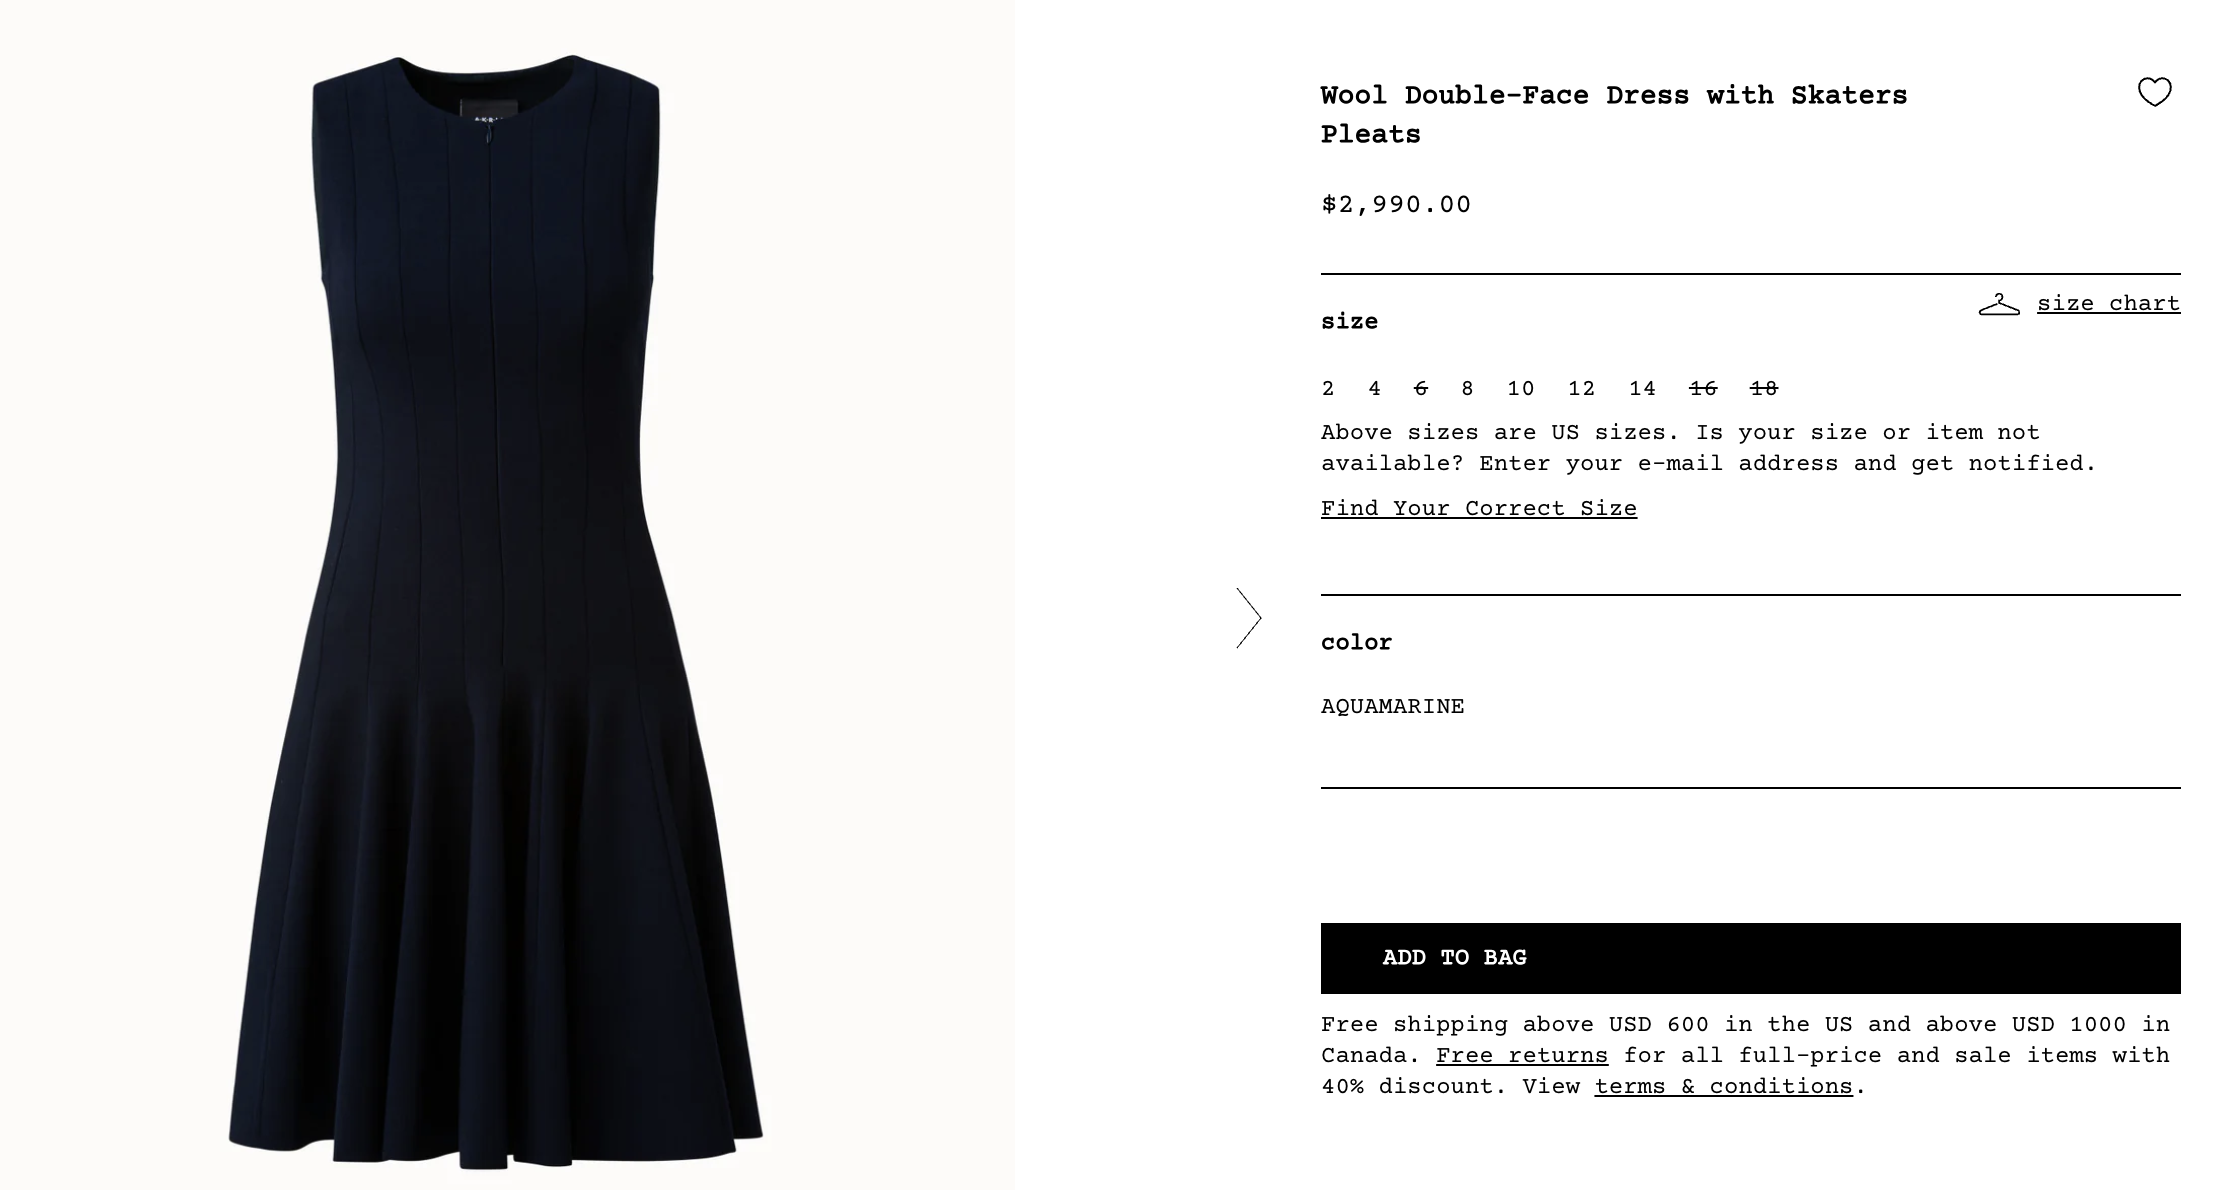 Wool Double-Face Dress with Skaters
Pleats
$2,990.00
size chart
size
2 4 6 8 10 12 14 16 18
Above sizes are US sizes. Is your size or item not
available? Enter your e-mail address and get notified.
Find Your Correct Size
color
AQUAMARINE
ADD TO BAG
Free shipping above USD 600 in the US and above USD 1000 in
Canada. Free returns for all full-price and sale items with
40% discount. View terms & conditions.